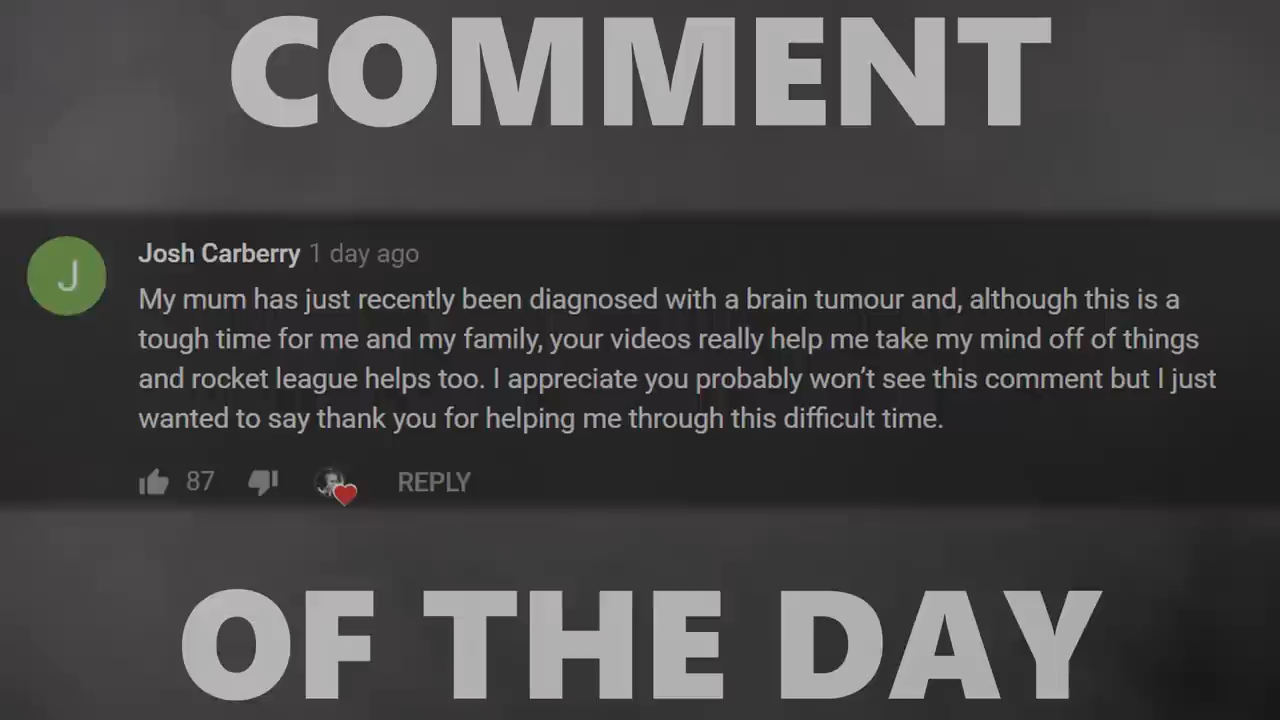 COMMENT
Josh Carberry 1 day ago
My mum has just recently been diagnosed with a brain tumour and, although this is a
tough time for me and my family, your videos really help me take my mind off of things
and rocket league helps too. I appreciate you probably won’t see this comment but I just
wanted to say thank you for helping me through this difficult time.
87 REPLY
OF THE DAY